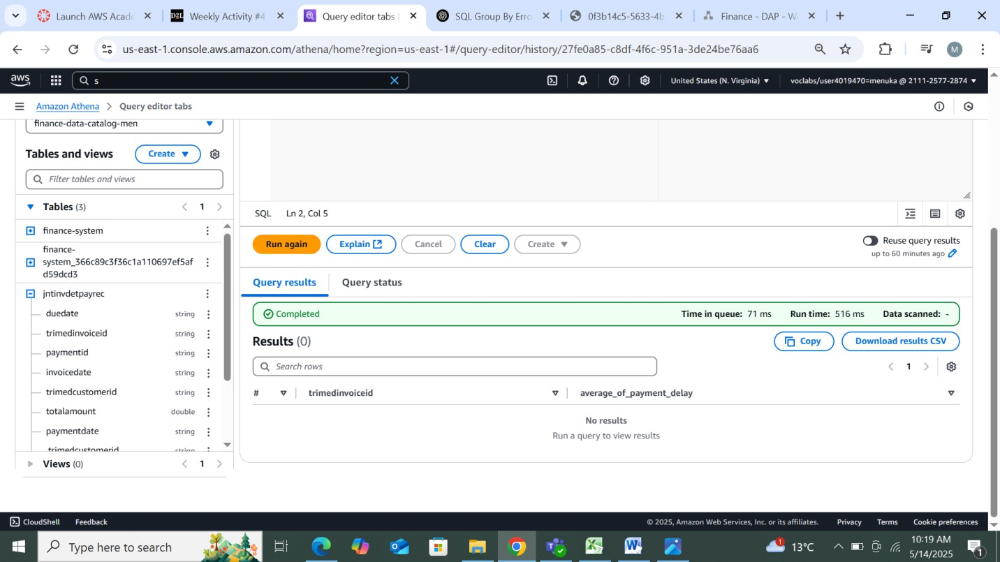 Launch AWS Acade
D2L Weekly Activity #4
Query editor tabs
SQL Group By Erro
0f3b14c5-5633-4b
Finance - DAP - W
us-east-1.console.aws.amazon.com/athena/home?region=us-east-1#/query-editor/history/27fe0a85-c8df-4f6c-951a-3de24be76aa6
M
aws
s
United States (N. Virginia)
voclabs/user4019470=menuka @ 2111-2577-2874
Amazon Athena > Query editor tabs
finance-data-catalog-men
Tables and views
Create
Filter tables and views
Tables (3)
1
finance-system
finance-
system_366c89c3f36c1a110697ef5af
d59dcd3
jntinvdetpayrec
duedate string
trimedinvoiceid string
paymentid string
invoicedate string
trimedcustomerid string
totalamount double
paymentdate string
trimedcustomerid string
Views (0)
1
SQL Ln 2, Col 5
Run again
Explain
Cancel
Clear
Create
Reuse query results
up to 60 minutes ago
Query results
Query status
Completed
Time in queue: 71 ms
Run time: 516 ms
Data scanned: -
Results (0)
Copy
Download results CSV
Search rows
1
# trimedinvoiceid average_of_payment_delay
No results
Run a query to view results
CloudShell
Feedback
© 2025, Amazon Web Services, Inc. or its affiliates.
Privacy
Terms
Cookie preferences
Type here to search
1
13°C
10:19 AM
5/14/2025
1